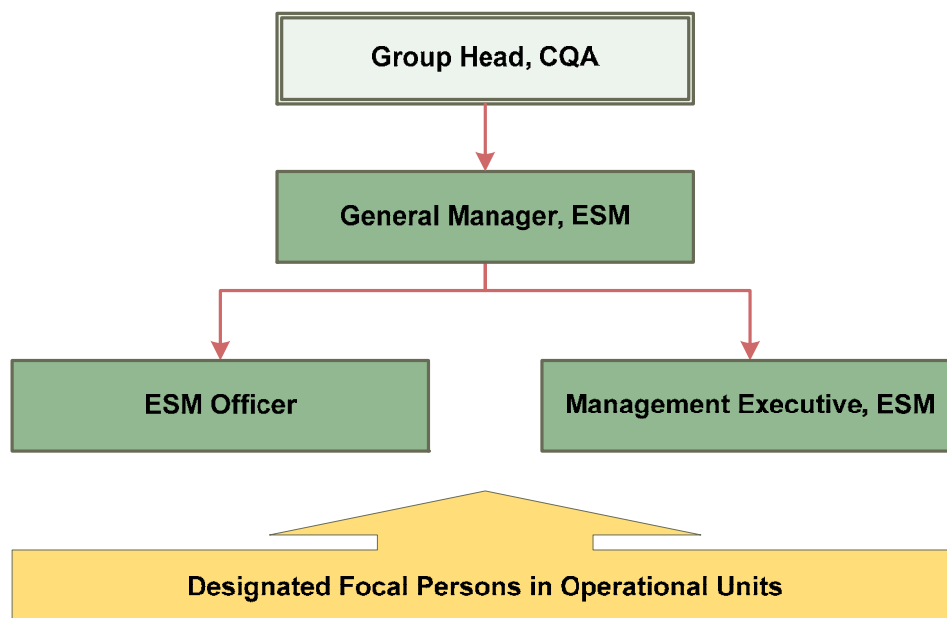 Group Head, CQA
General Manager, ESM
ESM Officer
Management Executive, ESM
Designated Focal Persons in Operational Units